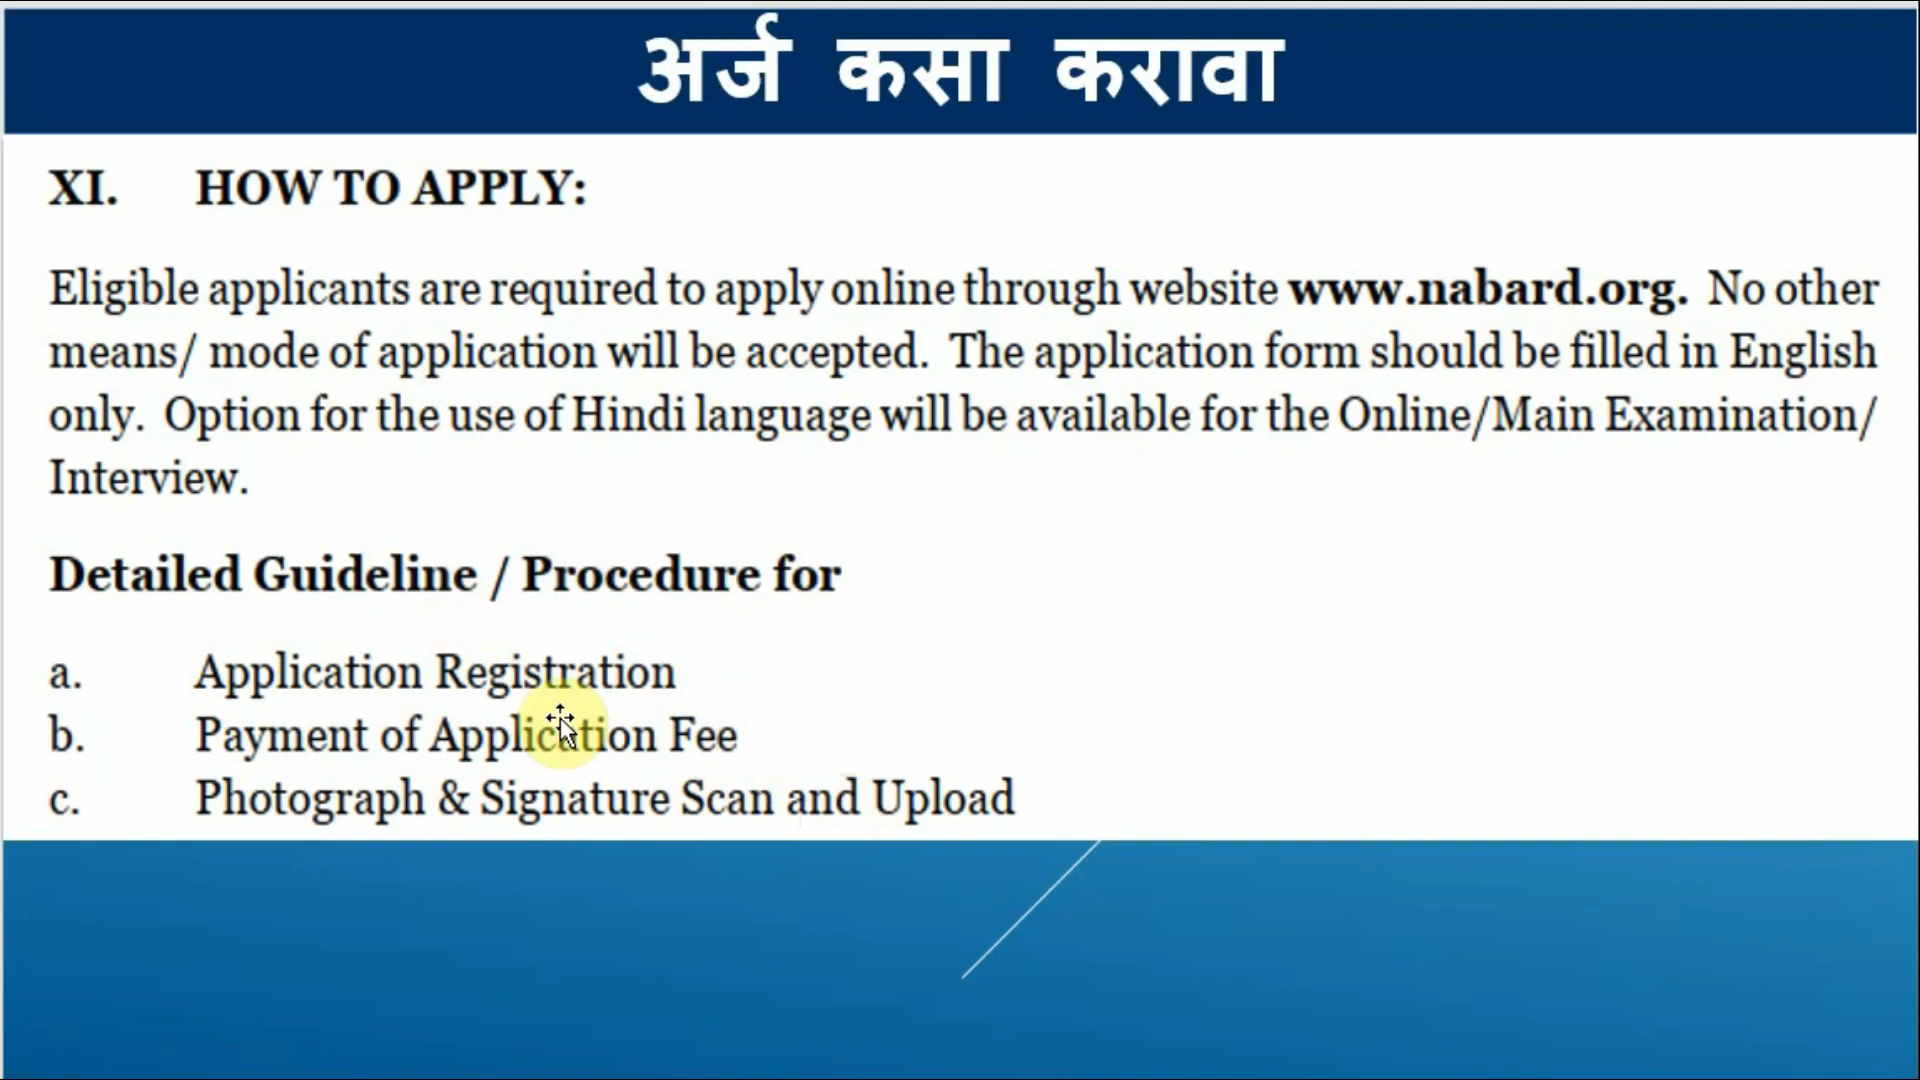 अर्ज कसा करावा
XI. HOW TO APPLY:
Eligible applicants are required to apply online through website www.nabard.org. No other
means/ mode of application will be accepted. The application form should be filled in English
only. Option for the use of Hindi language will be available for the Online/Main Examination/
Interview.
Detailed Guideline / Procedure for
a. Application Registration
b. Payment of Application Fee
c. Photograph & Signature Scan and Upload